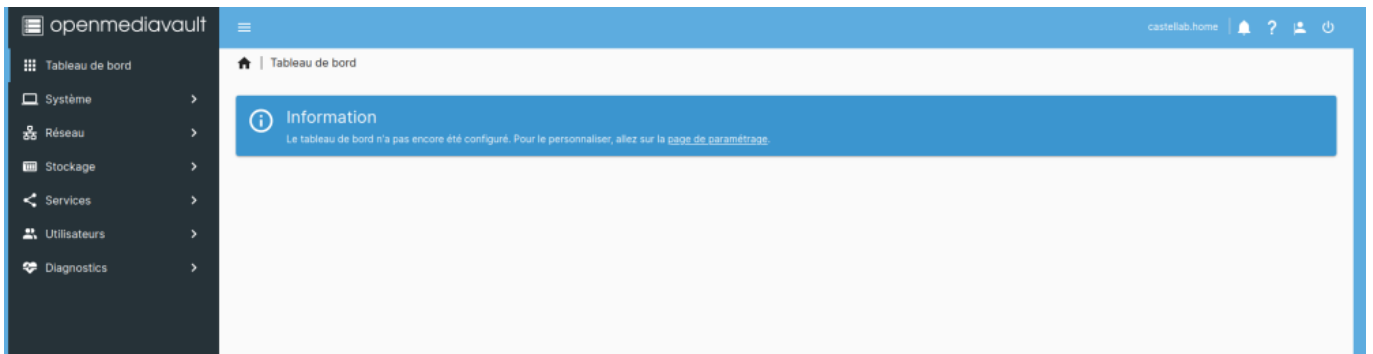 openmediavault
castellab.home
Tableau de bord
Tableau de bord
Système
Réseau
Stockage
Services
Utilisateurs
Diagnostics
Information
Le tableau de bord n'a pas encore été configuré. Pour le personnaliser, allez sur la page de paramétrage.